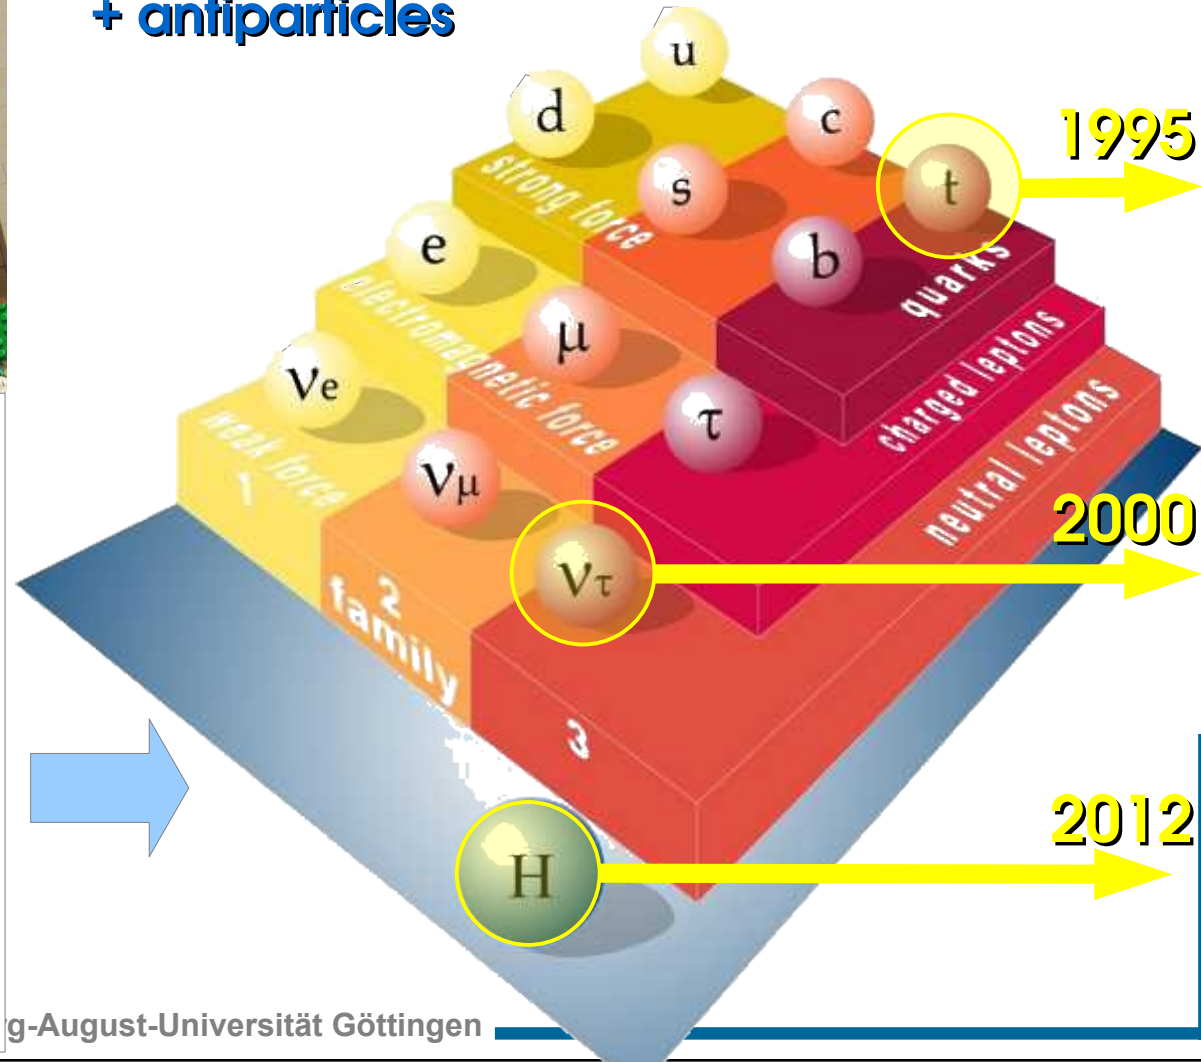 + antiparticles
u
d
c
1995
strong force
s
t
e
b
quarks
electromagnetic force
μ
νe
τ
charged leptons
weak force
νμ
neutral leptons
1
2000
ντ
2
family
3
2012
H
g-August-Universität Göttingen